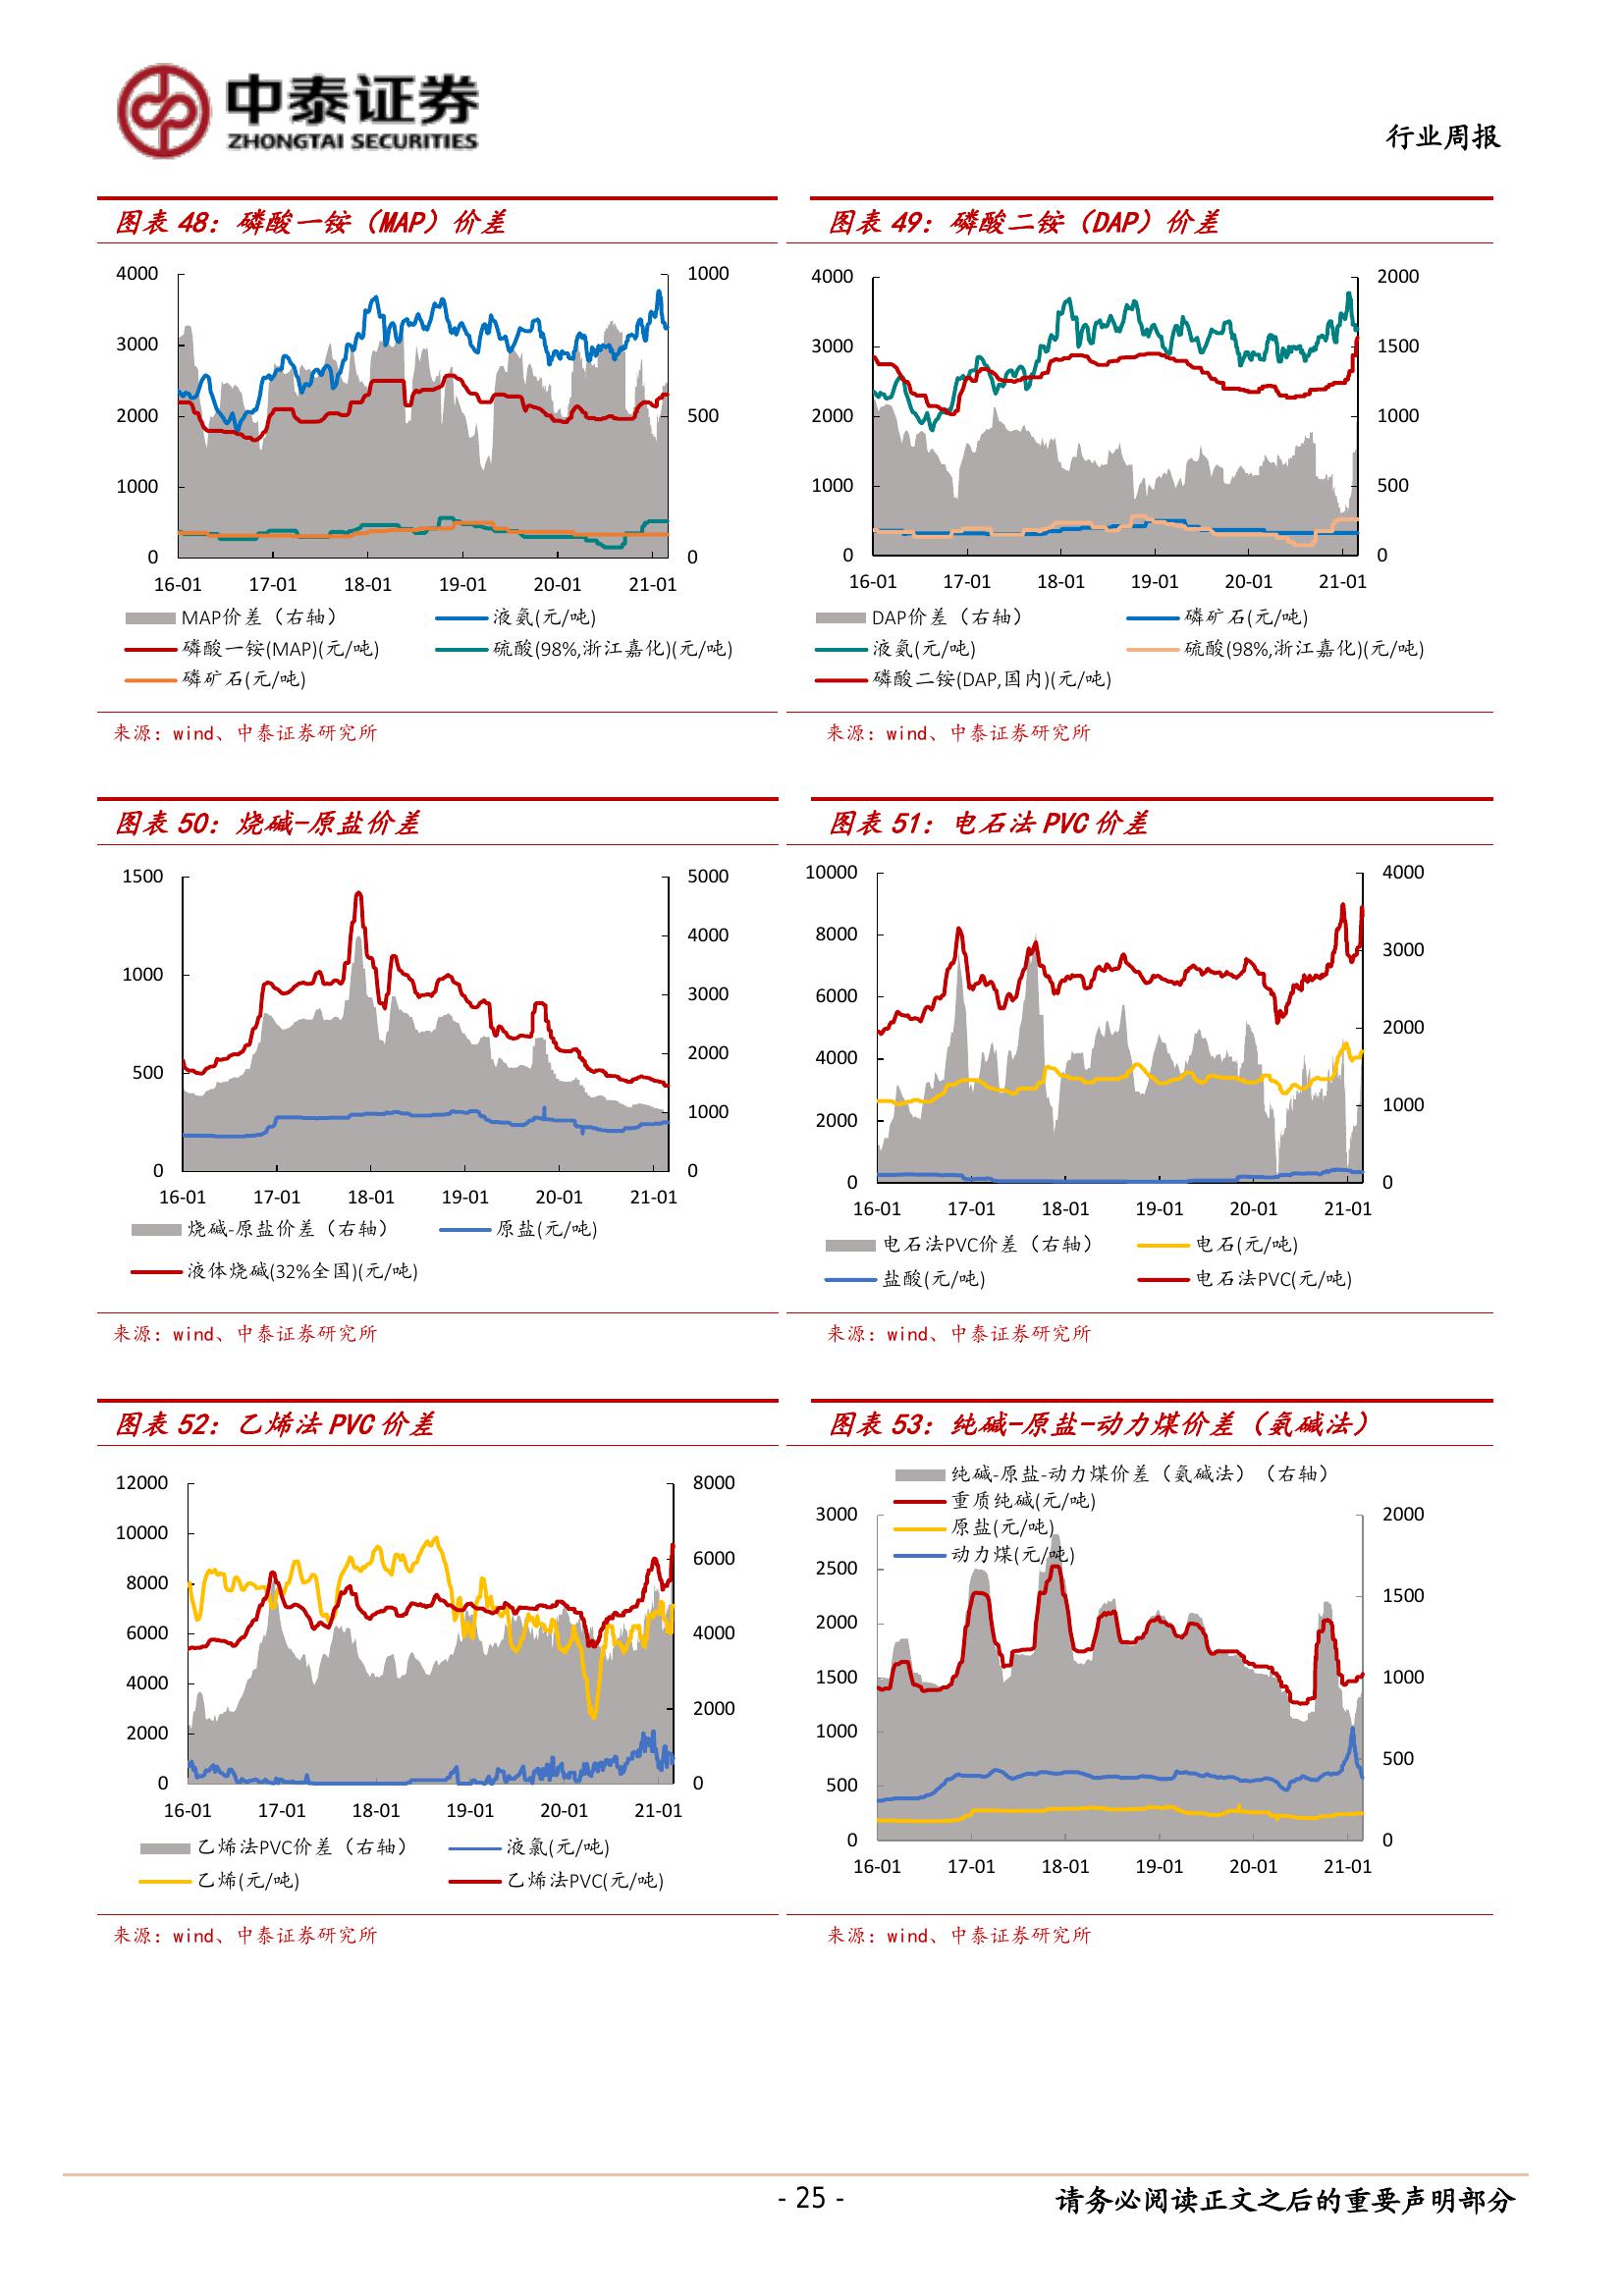 中泰证券
ZHONGTAI SECURITIES
行业周报
图表 48：磷酸一铵（MAP）价差
4000
3000
2000
1000
0
1000
500
0
16-01 17-01 18-01 19-01 20-01 21-01
MAP价差（右轴） 液氨(元/吨)
磷酸一铵(MAP)(元/吨) 硫酸(98%,浙江嘉化)(元/吨)
磷矿石(元/吨)
来源：wind、中泰证券研究所
图表 49：磷酸二铵（DAP）价差
4000
3000
2000
1000
0
2000
1500
1000
500
0
16-01 17-01 18-01 19-01 20-01 21-01
DAP价差（右轴） 磷矿石(元/吨)
液氨(元/吨) 硫酸(98%,浙江嘉化)(元/吨)
磷酸二铵(DAP,国内)(元/吨)
来源：wind、中泰证券研究所
图表 50：烧碱-原盐价差
1500
1000
500
0
5000
4000
3000
2000
1000
0
16-01 17-01 18-01 19-01 20-01 21-01
烧碱-原盐价差（右轴） 原盐(元/吨)
液体烧碱(32%全国)(元/吨)
来源：wind、中泰证券研究所
图表 51：电石法 PVC 价差
10000
8000
6000
4000
2000
0
4000
3000
2000
1000
0
16-01 17-01 18-01 19-01 20-01 21-01
电石法PVC价差（右轴） 电石(元/吨)
盐酸(元/吨) 电石法PVC(元/吨)
来源：wind、中泰证券研究所
图表 52：乙烯法 PVC 价差
12000
10000
8000
6000
4000
2000
0
8000
6000
4000
2000
0
16-01 17-01 18-01 19-01 20-01 21-01
乙烯法PVC价差（右轴） 液氯(元/吨)
乙烯(元/吨) 乙烯法PVC(元/吨)
来源：wind、中泰证券研究所
图表 53：纯碱-原盐-动力煤价差（氨碱法）
纯碱-原盐-动力煤价差（氨碱法）（右轴）
重质纯碱(元/吨)
原盐(元/吨)
动力煤(元/吨)
3000
2500
2000
1500
1000
500
0
2000
1500
1000
500
0
16-01 17-01 18-01 19-01 20-01 21-01
来源：wind、中泰证券研究所
- 25 -
请务必阅读正文之后的重要声明部分